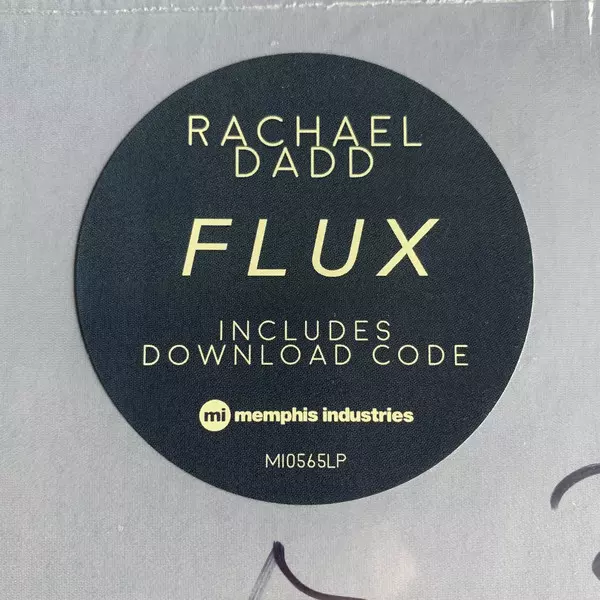 RACHAEL
DADD
FLUX
INCLUDES
DOWNLOAD CODE
mi memphis industries
MI0565LP